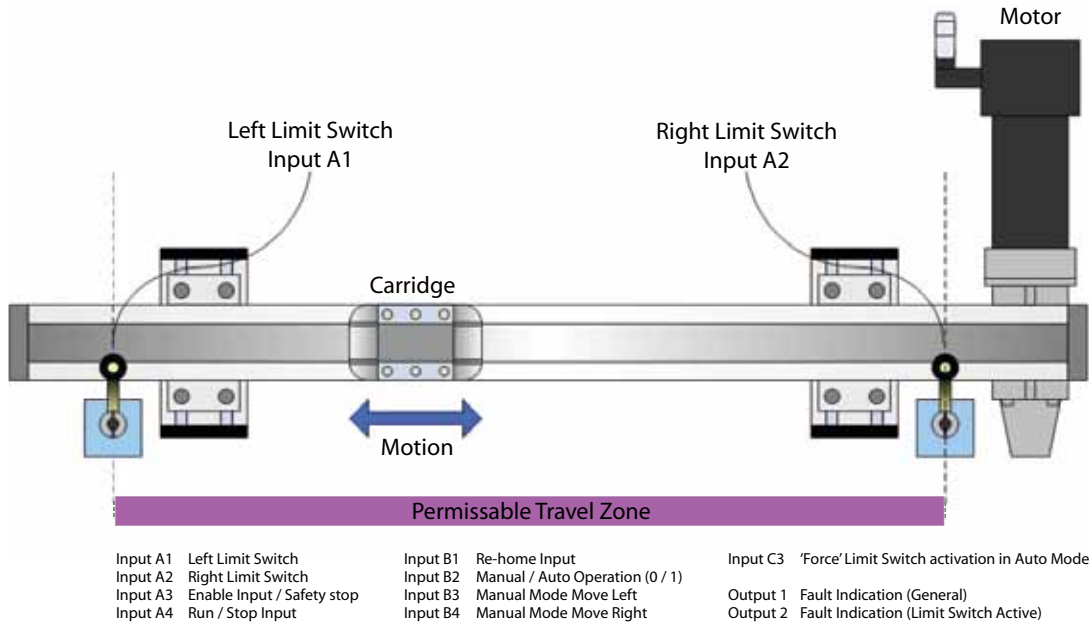 Motor
Left Limit Switch
Input A1
Right Limit Switch
Input A2
Carridge
Motion
Permissable Travel Zone
Input A1 Left Limit Switch
Input A2 Right Limit Switch
Input A3 Enable Input / Safety stop
Input A4 Run / Stop Input
Input B1 Re-home Input
Input B2 Manual / Auto Operation (0 / 1)
Input B3 Manual Mode Move Left
Input B4 Manual Mode Move Right
Input C3 ‘Force’ Limit Switch activation in Auto Mode
Output 1 Fault Indication (General)
Output 2 Fault Indication (Limit Switch Active)